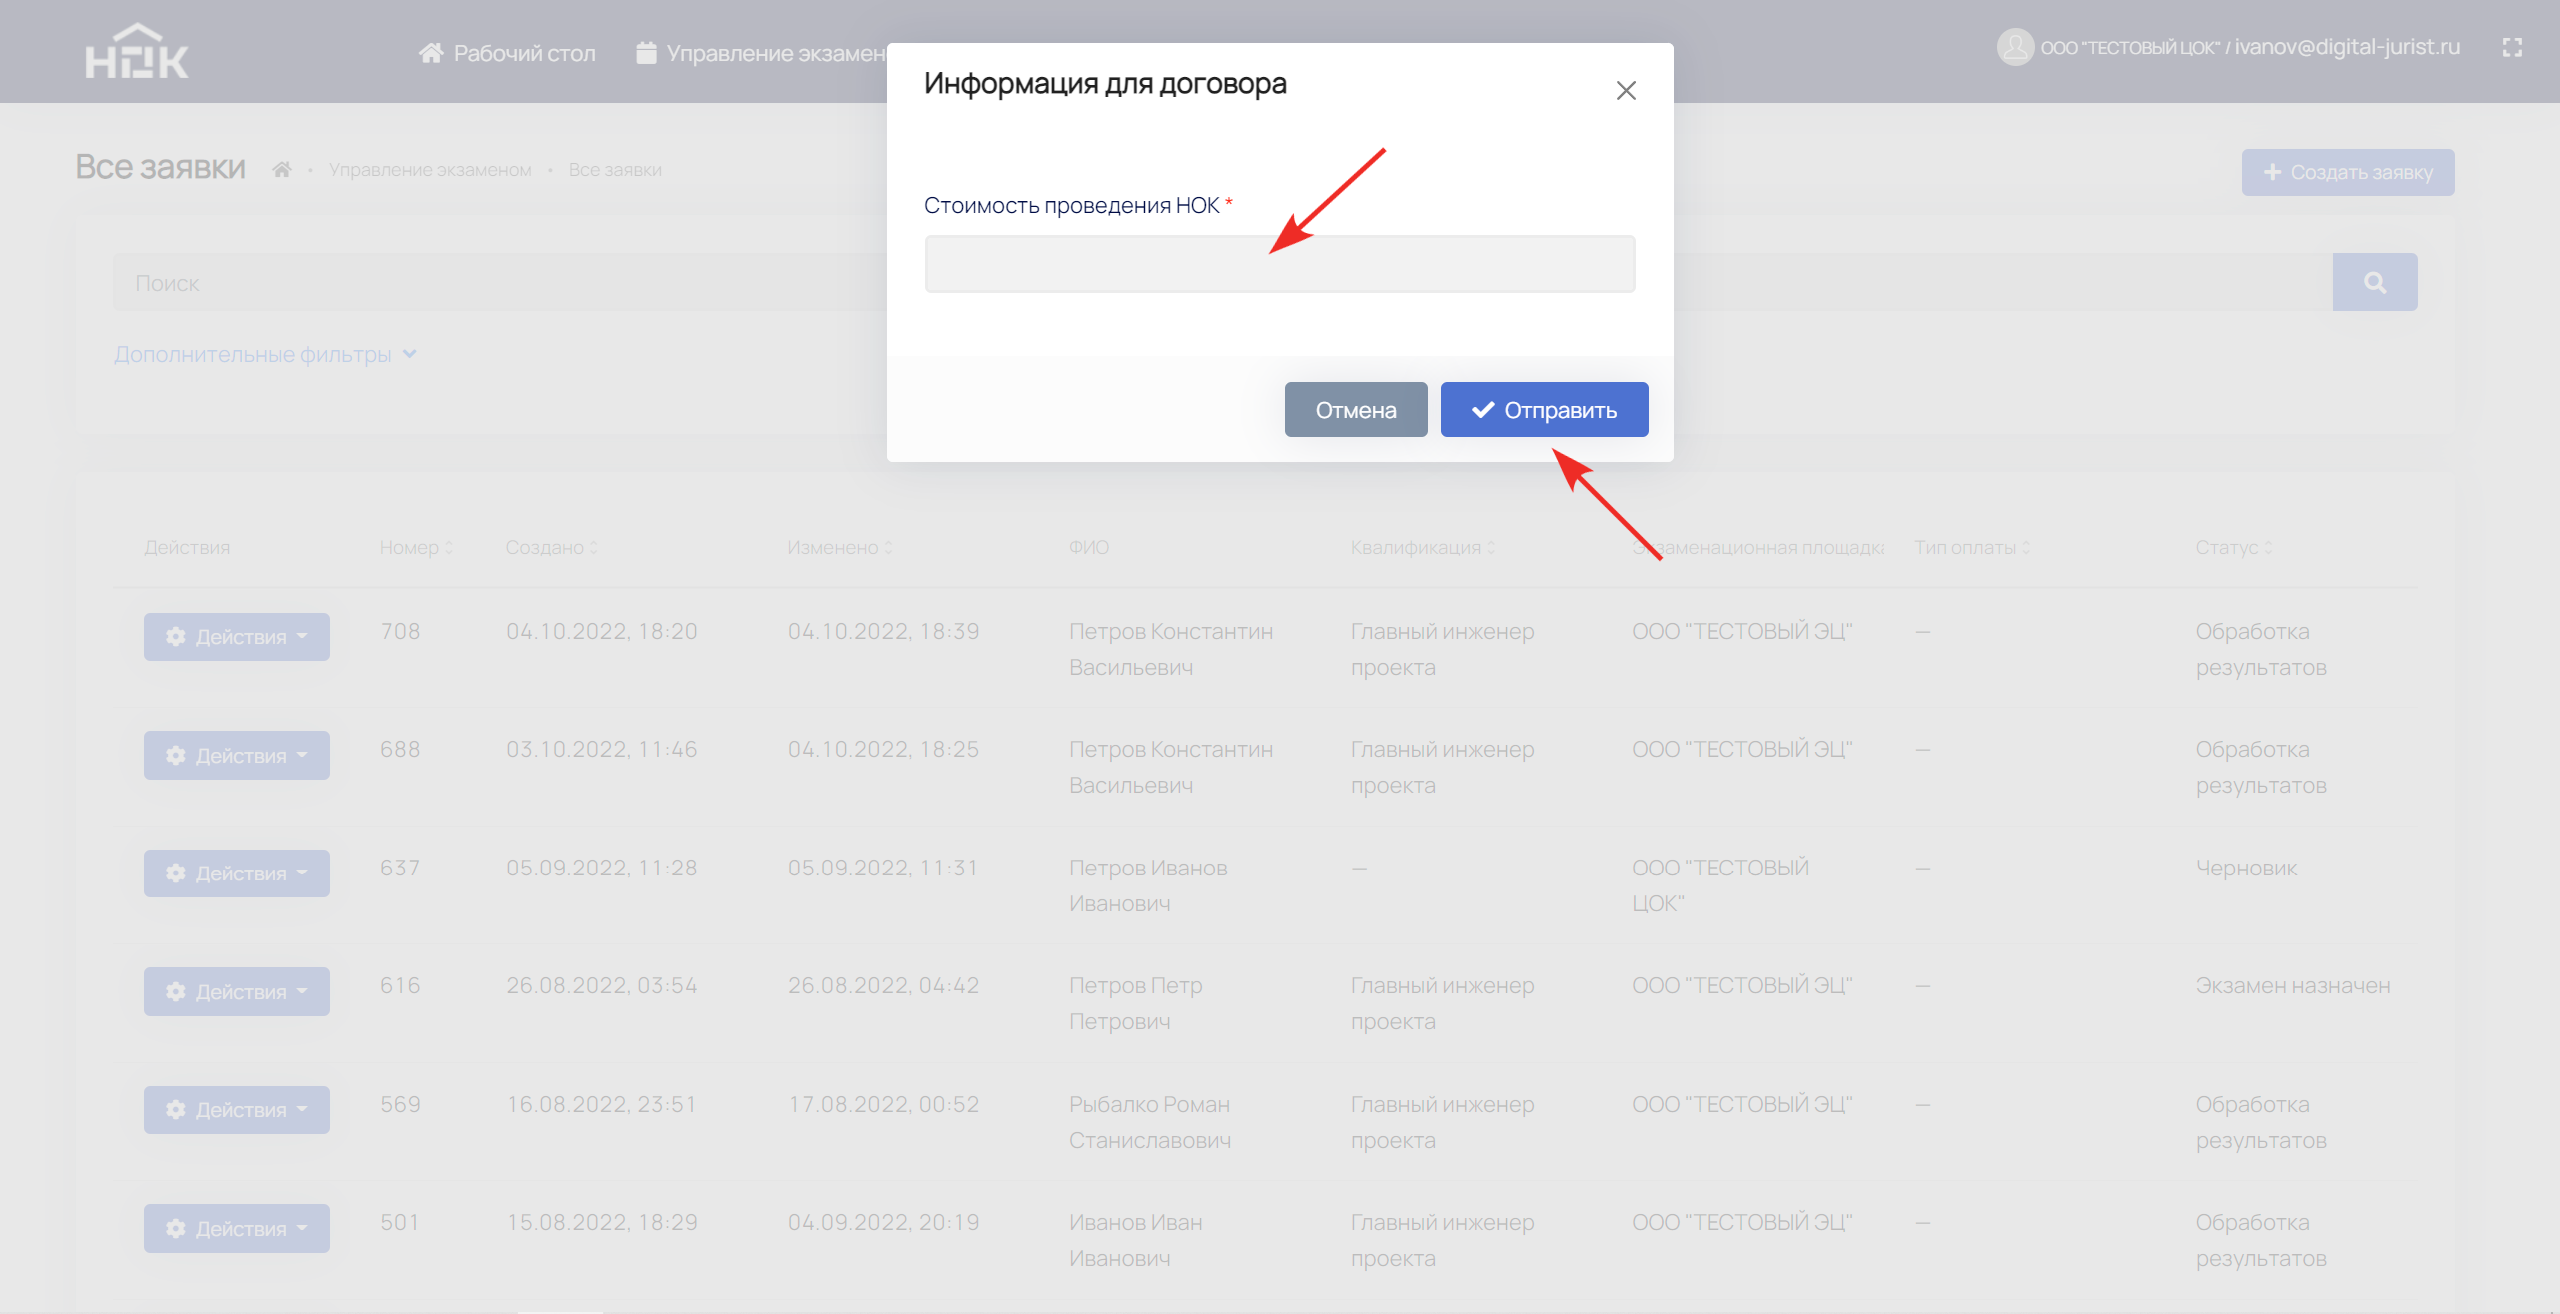 НОК
Рабочий стол
Управление экзамен
ООО "ТЕСТОВЫЙ ЦОК" / ivanov@digital-jurist.ru
Информация для договора
Стоимость проведения НОК *
Отмена
Отправить
Все заявки
Управление экзаменом • Все заявки
Создать заявку
Поиск
Дополнительные фильтры
Действия Номер Создано Изменено ФИО Квалификация Экзаменационная площадка Тип оплаты Статус
Действия 708 04.10.2022, 18:20 04.10.2022, 18:39 Петров Константин Главный инженер ООО "ТЕСТОВЫЙ ЭЦ" — Обработка
Васильевич проекта результатов
Действия 688 03.10.2022, 11:46 04.10.2022, 18:25 Петров Константин Главный инженер ООО "ТЕСТОВЫЙ ЭЦ" — Обработка
Васильевич проекта результатов
Действия 637 05.09.2022, 11:28 05.09.2022, 11:31 Петров Иванов — ООО "ТЕСТОВЫЙ — Черновик
Иванович ЦОК"
Действия 616 26.08.2022, 03:54 26.08.2022, 04:42 Петров Петр Главный инженер ООО "ТЕСТОВЫЙ ЭЦ" — Экзамен назначен
Петрович проекта
Действия 569 16.08.2022, 23:51 17.08.2022, 00:52 Рыбалко Роман Главный инженер ООО "ТЕСТОВЫЙ ЭЦ" — Обработка
Станиславович проекта результатов
Действия 501 15.08.2022, 18:29 04.09.2022, 20:19 Иванов Иван Главный инженер ООО "ТЕСТОВЫЙ ЭЦ" — Обработка
Иванович проекта результатов